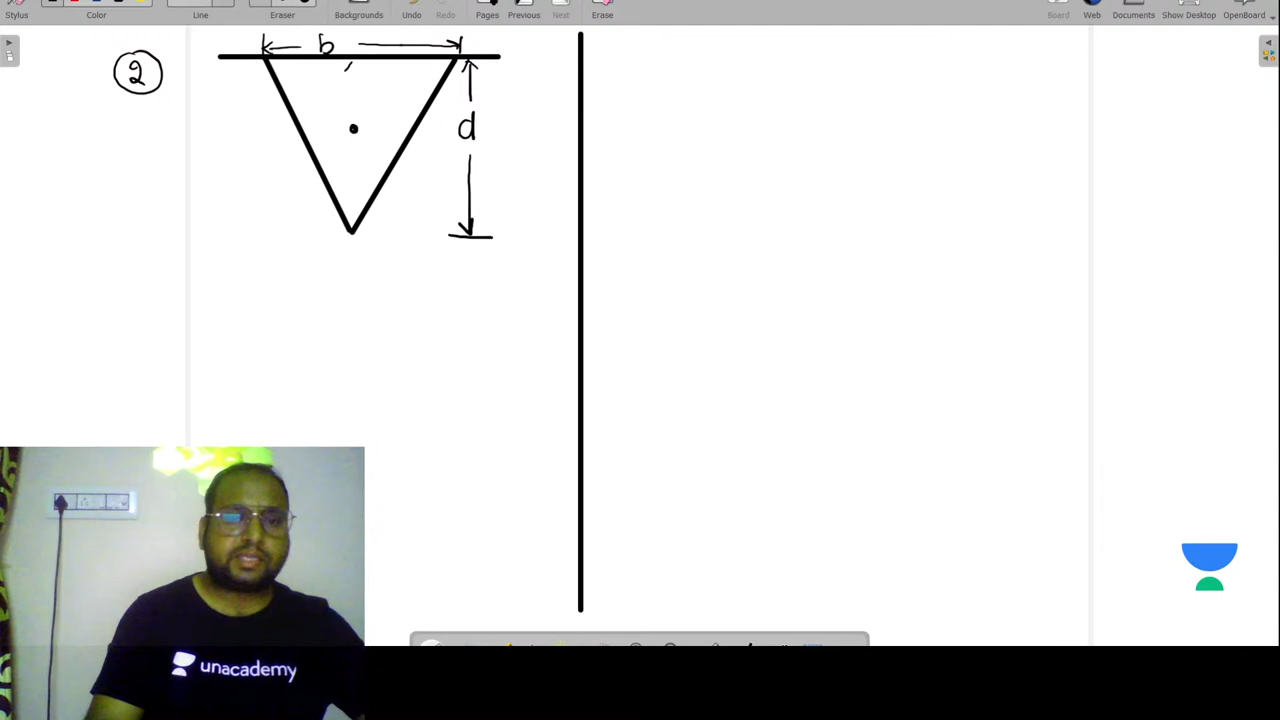 Stylus
Color
Line
Eraser
Backgrounds
Undo
Redo
Pages
Previous
Next
Erase
Board
Web
Documents
Show Desktop
OpenBoard
b
2
d
unacademy